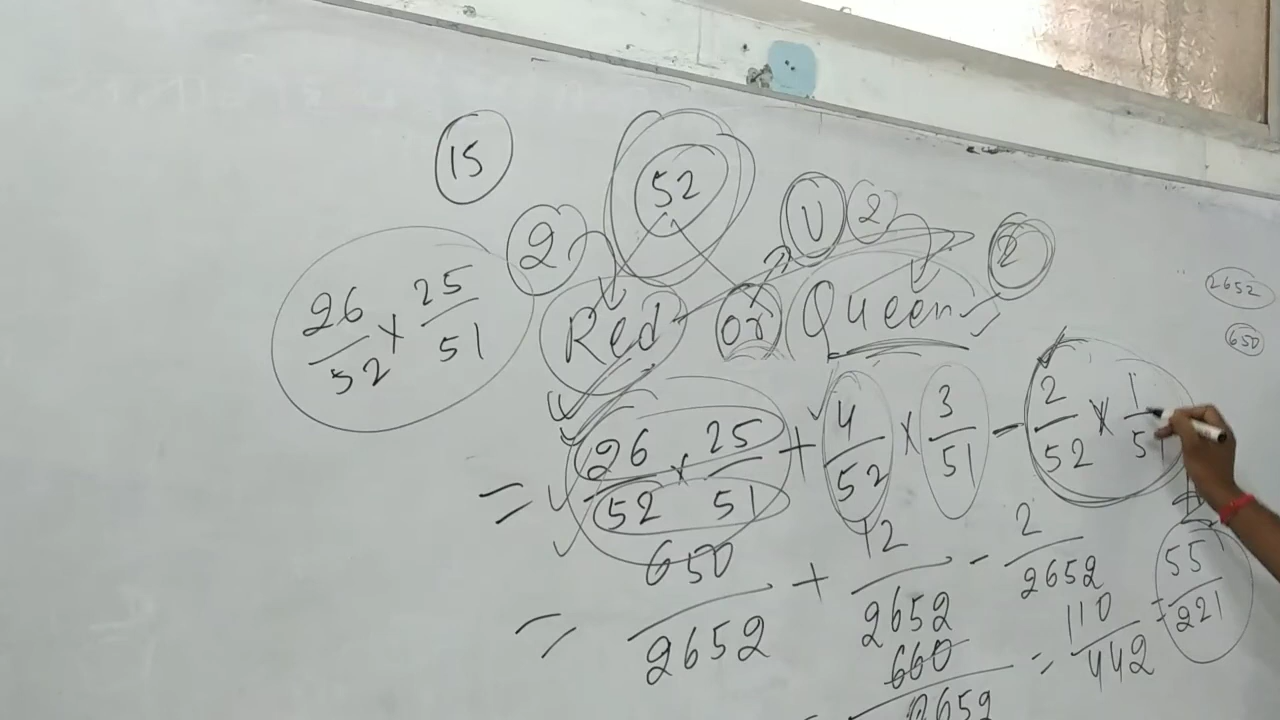 15
52
2 U 2 2
26/52 × 25/51 Red or Queen
2652
650
= 26/52 × 25/51 + 4/52 × 3/51 - 2/52 × 1/51
= 650/2652 + 12/2652 - 2/2652
660/2652 = 110/442 = 55/221